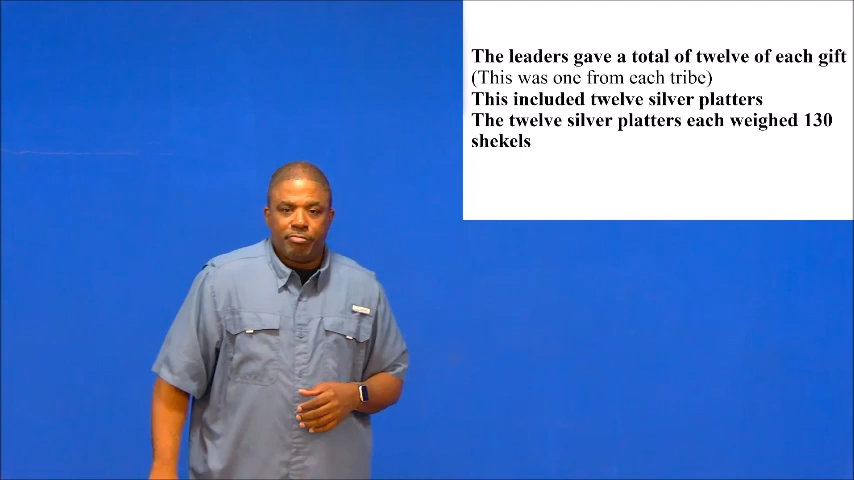 The leaders gave a total of twelve of each gift
(This was one from each tribe)
This included twelve silver platters
The twelve silver platters each weighed 130
shekels